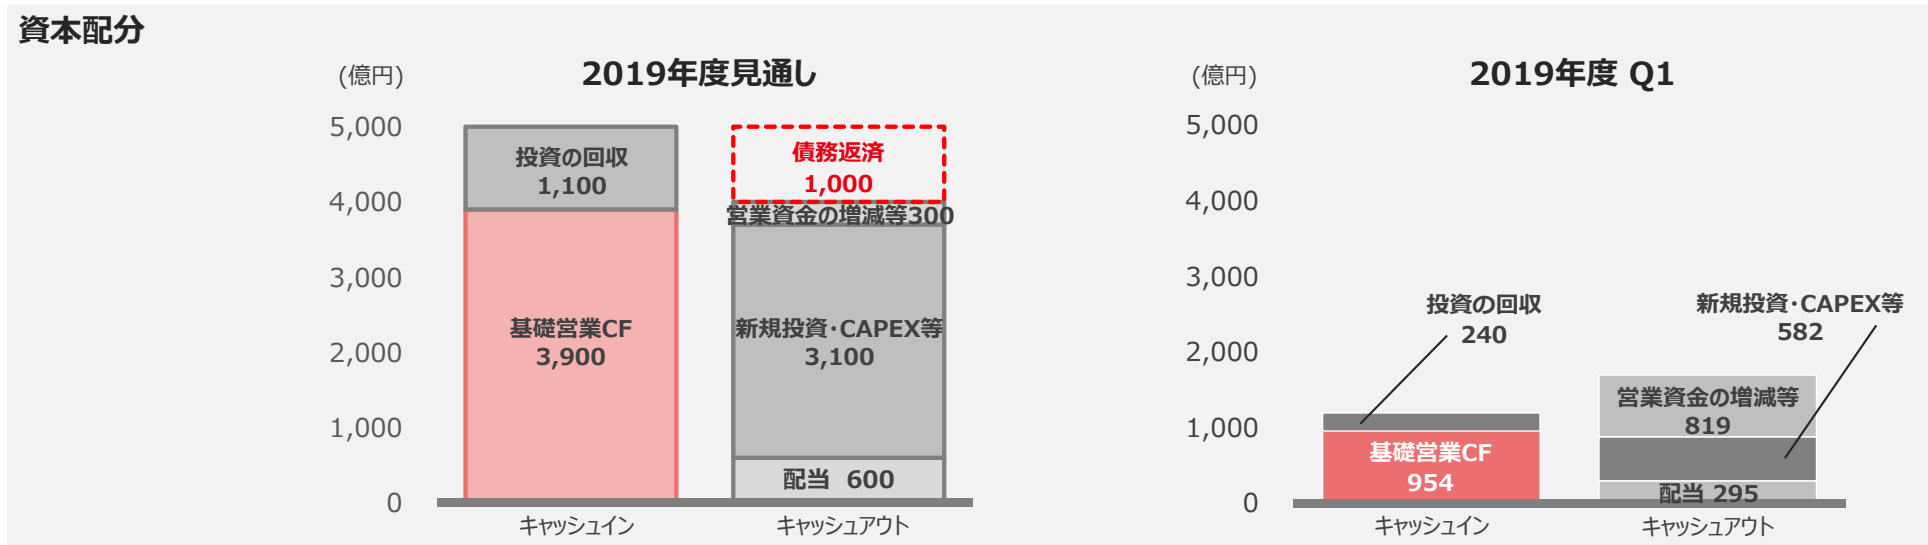 資本配分
(億円)
2019年度見通し
5,000
4,000
3,000
2,000
1,000
0
投資の回収
1,100
基礎営業CF
3,900
債務返済
1,000
営業資金の増減等300
新規投資・CAPEX等
3,100
配当 600
キャッシュイン
キャッシュアウト
(億円)
2019年度 Q1
5,000
4,000
3,000
2,000
1,000
0
投資の回収
240
基礎営業CF
954
新規投資・CAPEX等
582
営業資金の増減等
819
配当 295
キャッシュイン
キャッシュアウト